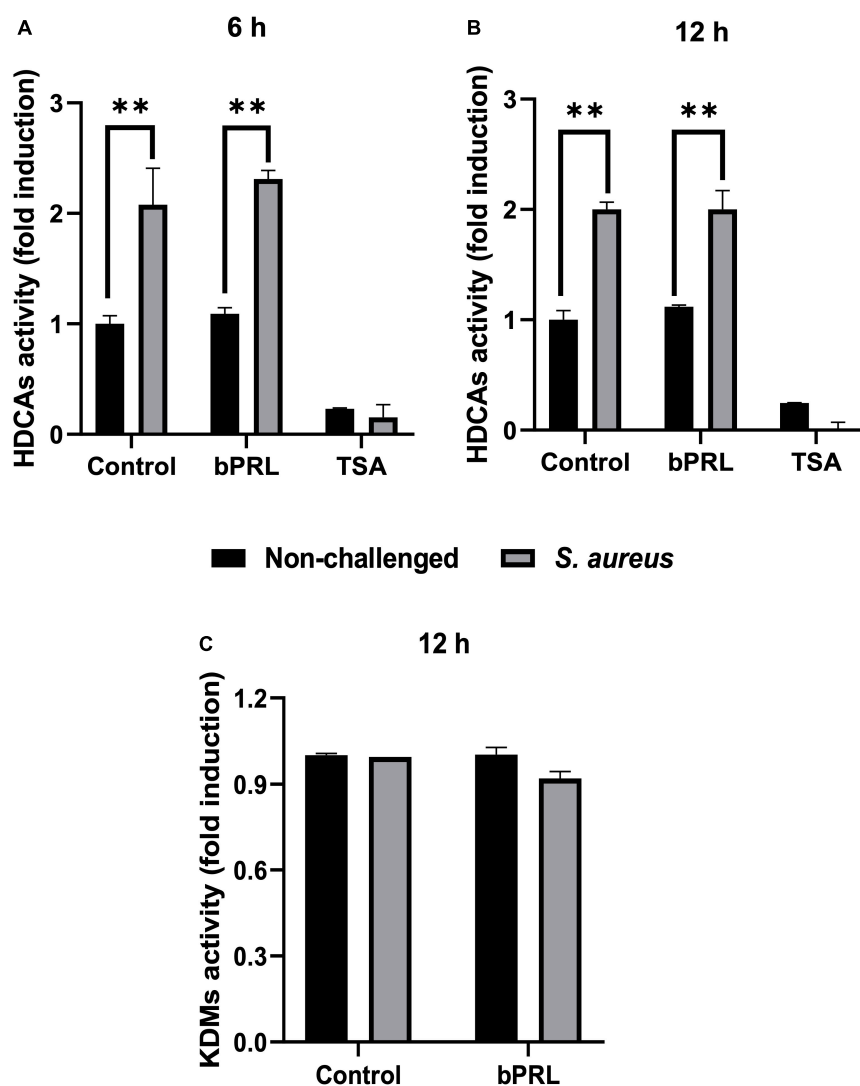 A
6 h
HDCAs activity (fold induction)
3
2
1
0
**
**
Control
bPRL
TSA
B
12 h
HDCAs activity (fold induction)
3
2
1
0
**
**
Control
bPRL
TSA
Non-challenged
S. aureus
C
12 h
KDMs activity (fold induction)
1.2
0.9
0.6
0.3
0.0
Control
bPRL